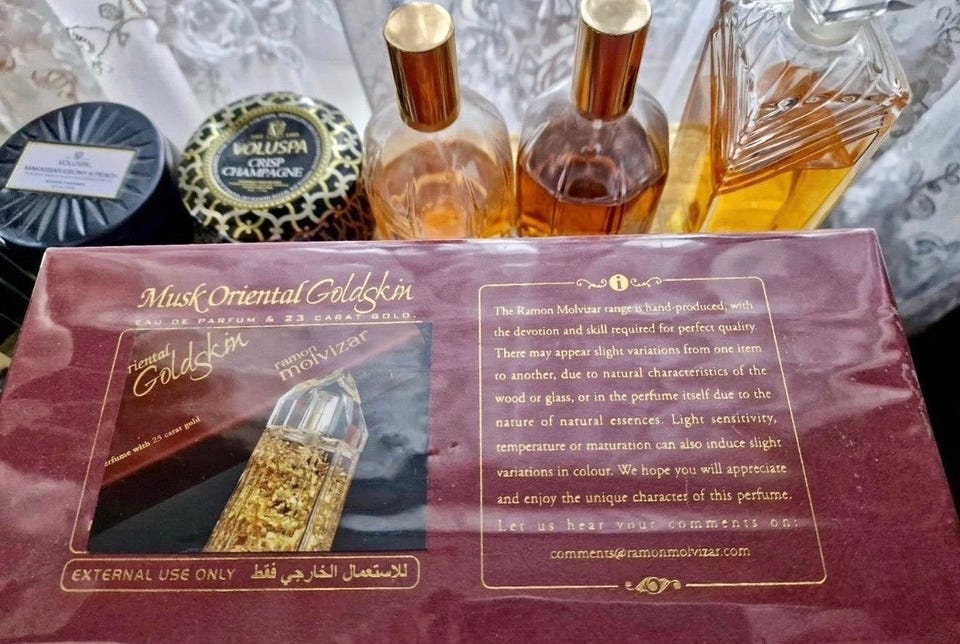 VOLUSPA
VOLUSPA
CRISP
CHAMPAGNE
Musk Oriental Goldskin
EAU DE PARFUM & 23 CARAT GOLD.
riental
Goldskin
ramon
molvizar
erfume with 25 carat gold
EXTERNAL USE ONLY للإستعمال الخارجي فقط
i
The Ramon Molvizar range is hand-produced, with
the devotion and skill required for perfect quality.
There may appear slight variations from one item
to another, due to natural characteristics of the
wood or glass, or in the perfume itself due to the
nature of natural essences. Light sensitivity,
temperature or maturation can also induce slight
variations in colour. We hope you will appreciate
and enjoy the unique character of this perfume.
Let us hear your comments on:
comments@ramonmolvizar.com